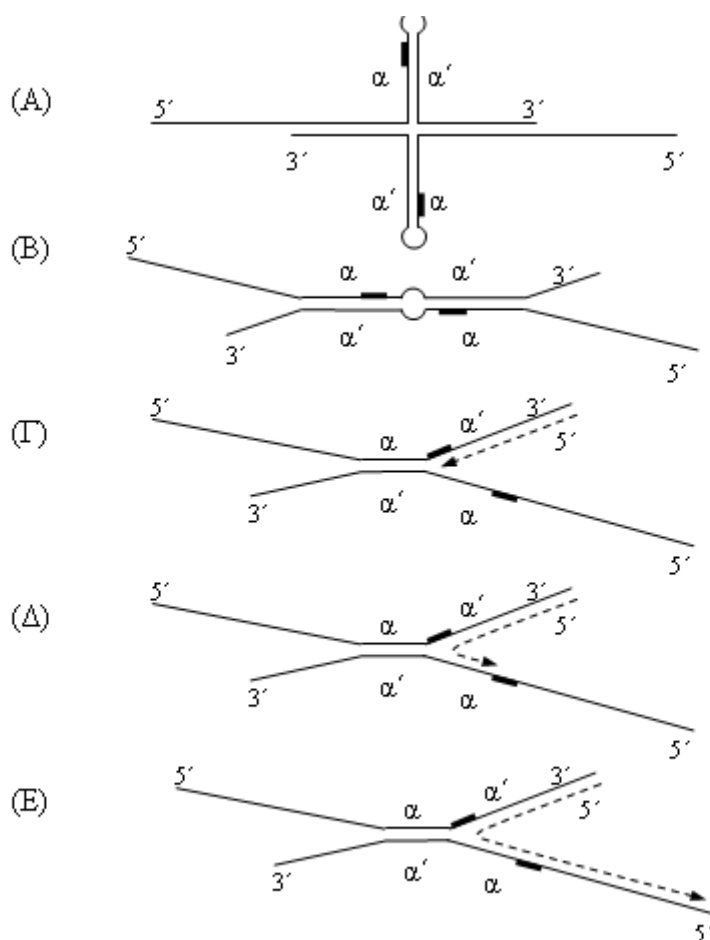 (Α)
α α′
5′ 3′
3′ 5′
α′ α
(Β)
5′
α α′ 3′
3′ α′ α 5′
(Γ)
5′ 3′
α α′ 5′
3′ α′ α 5′
(Δ)
5′ 3′
α α′ 5′
3′ α′ α 5′
(Ε)
5′ 3′
α α′ 5′
3′ α′ α 5′